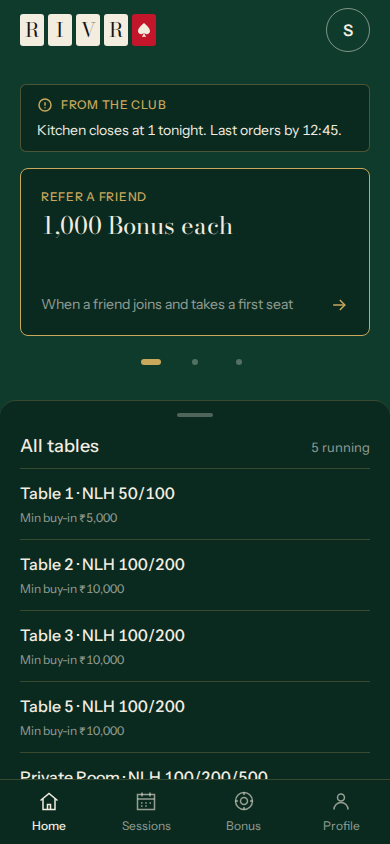 RIVR
S
FROM THE CLUB
Kitchen closes at 1 tonight. Last orders by 12:45.
REFER A FRIEND
1,000 Bonus each
When a friend joins and takes a first seat
All tables
5 running
Table 1 · NLH 50/100
Min buy-in ₹5,000
Table 2 · NLH 100/200
Min buy-in ₹10,000
Table 3 · NLH 100/200
Min buy-in ₹10,000
Table 5 · NLH 100/200
Min buy-in ₹10,000
Private Room · NLH 100/200/500
Home
Sessions
Bonus
Profile